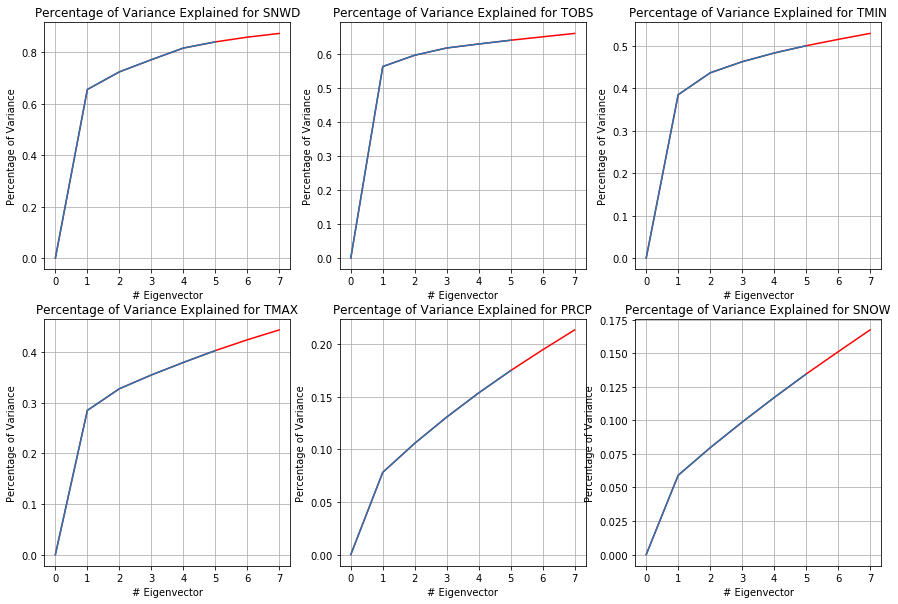 Percentage of Variance Explained for SNWD
Percentage of Variance
0.8
0.6
0.4
0.2
0.0
0 1 2 3 4 5 6 7
# Eigenvector
Percentage of Variance Explained for TOBS
Percentage of Variance
0.6
0.5
0.4
0.3
0.2
0.1
0.0
0 1 2 3 4 5 6 7
# Eigenvector
Percentage of Variance Explained for TMIN
Percentage of Variance
0.5
0.4
0.3
0.2
0.1
0.0
0 1 2 3 4 5 6 7
# Eigenvector
Percentage of Variance Explained for TMAX
Percentage of Variance
0.4
0.3
0.2
0.1
0.0
0 1 2 3 4 5 6 7
# Eigenvector
Percentage of Variance Explained for PRCP
Percentage of Variance
0.20
0.15
0.10
0.05
0.00
0 1 2 3 4 5 6 7
# Eigenvector
Percentage of Variance Explained for SNOW
Percentage of Variance
0.175
0.150
0.125
0.100
0.075
0.050
0.025
0.000
0 1 2 3 4 5 6 7
# Eigenvector